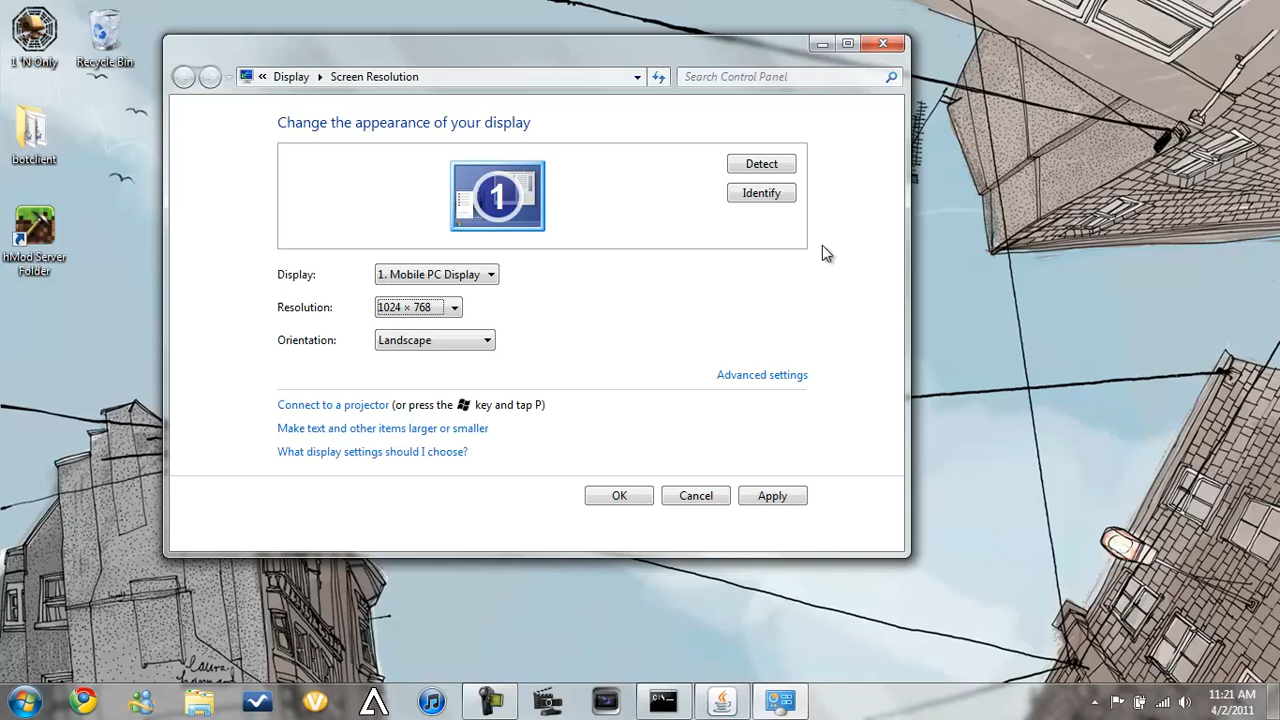 1 'N Only
Recycle Bin
botclient
hMod Server
Folder
« Display ▸ Screen Resolution
Search Control Panel
Change the appearance of your display
1
Detect
Identify
Display: 1. Mobile PC Display
Resolution: 1024 × 768
Orientation: Landscape
Advanced settings
Connect to a projector (or press the key and tap P)
Make text and other items larger or smaller
What display settings should I choose?
OK Cancel Apply
laura
C:\_
11:21 AM
4/2/2011